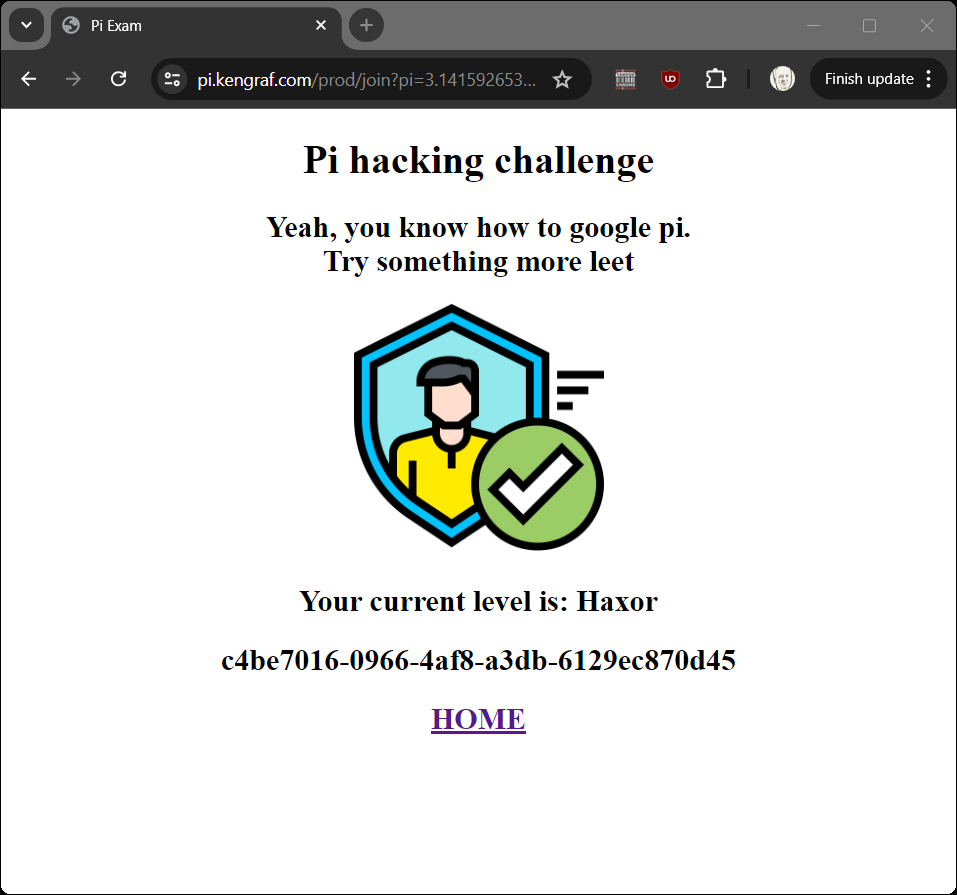 Pi Exam
pi.kengraf.com/prod/join?pi=3.141592653...
Finish update
Pi hacking challenge
Yeah, you know how to google pi.
Try something more leet
Your current level is: Haxor
c4be7016-0966-4af8-a3db-6129ec870d45
HOME